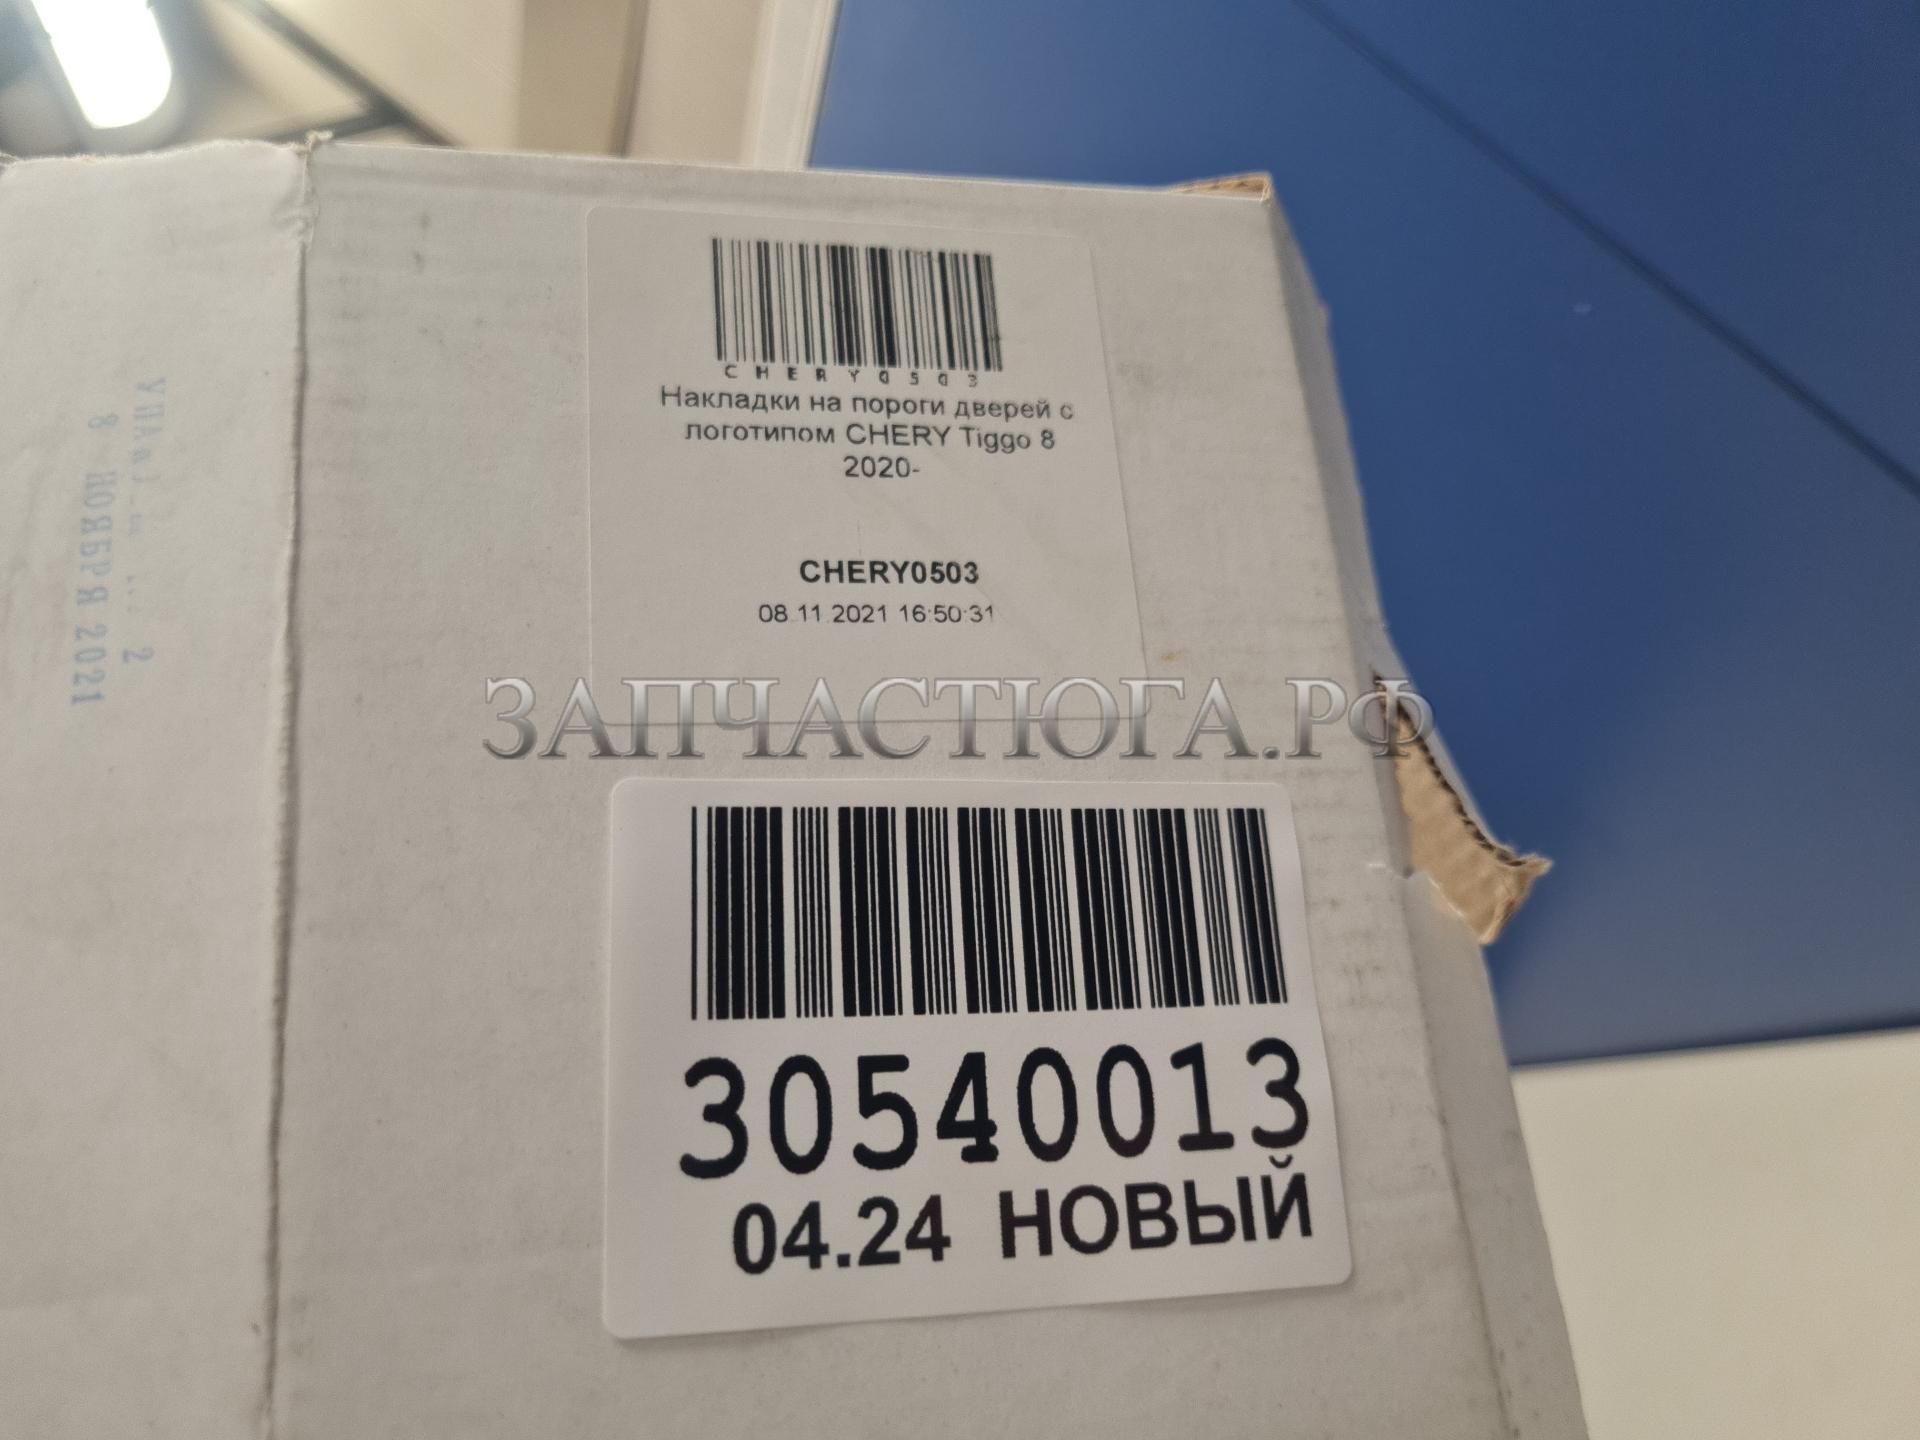 CHERY0503
Накладки на пороги дверей с
логотипом CHERY Tiggo 8
2020-
CHERY0503
08.11.2021 16:50:31
ЗАПЧАСТЮГА.РФ
30540013
04.24 НОВЫЙ
2
8 НОЯБРЯ 2021